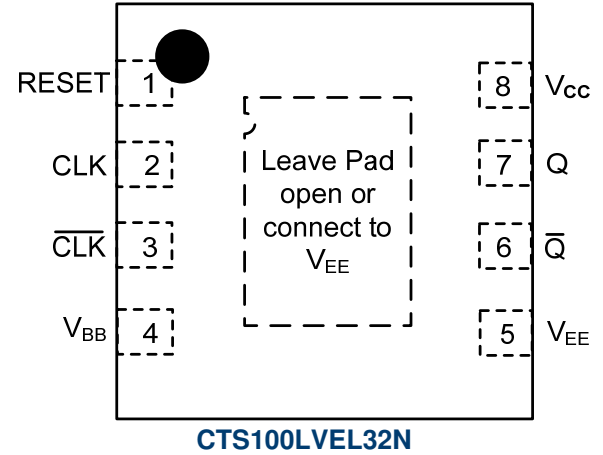 RESET 1 8 VCC
CLK 2 Leave Pad 7 Q
open or
connect to
C̅L̅K̅ 3 VEE 6 Q̅
VBB 4 5 VEE
CTS100LVEL32N